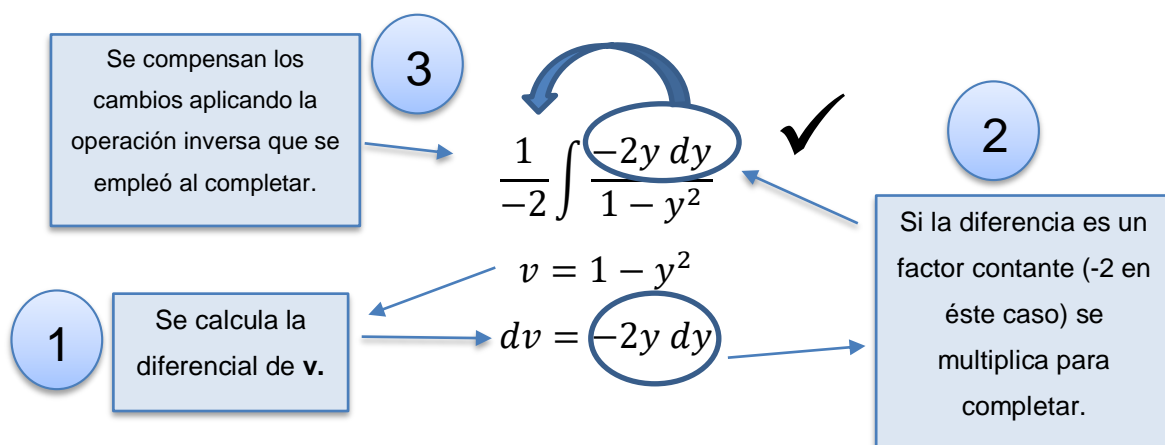 3
Se compensan los
cambios aplicando la
operación inversa que se
empleó al completar.
1/-2 ∫ -2y dy / 1 − y²
✓
v = 1 − y²
dv = −2y dy
1
Se calcula la
diferencial de v.
2
Si la diferencia es un
factor contante (-2 en
éste caso) se
multiplica para
completar.